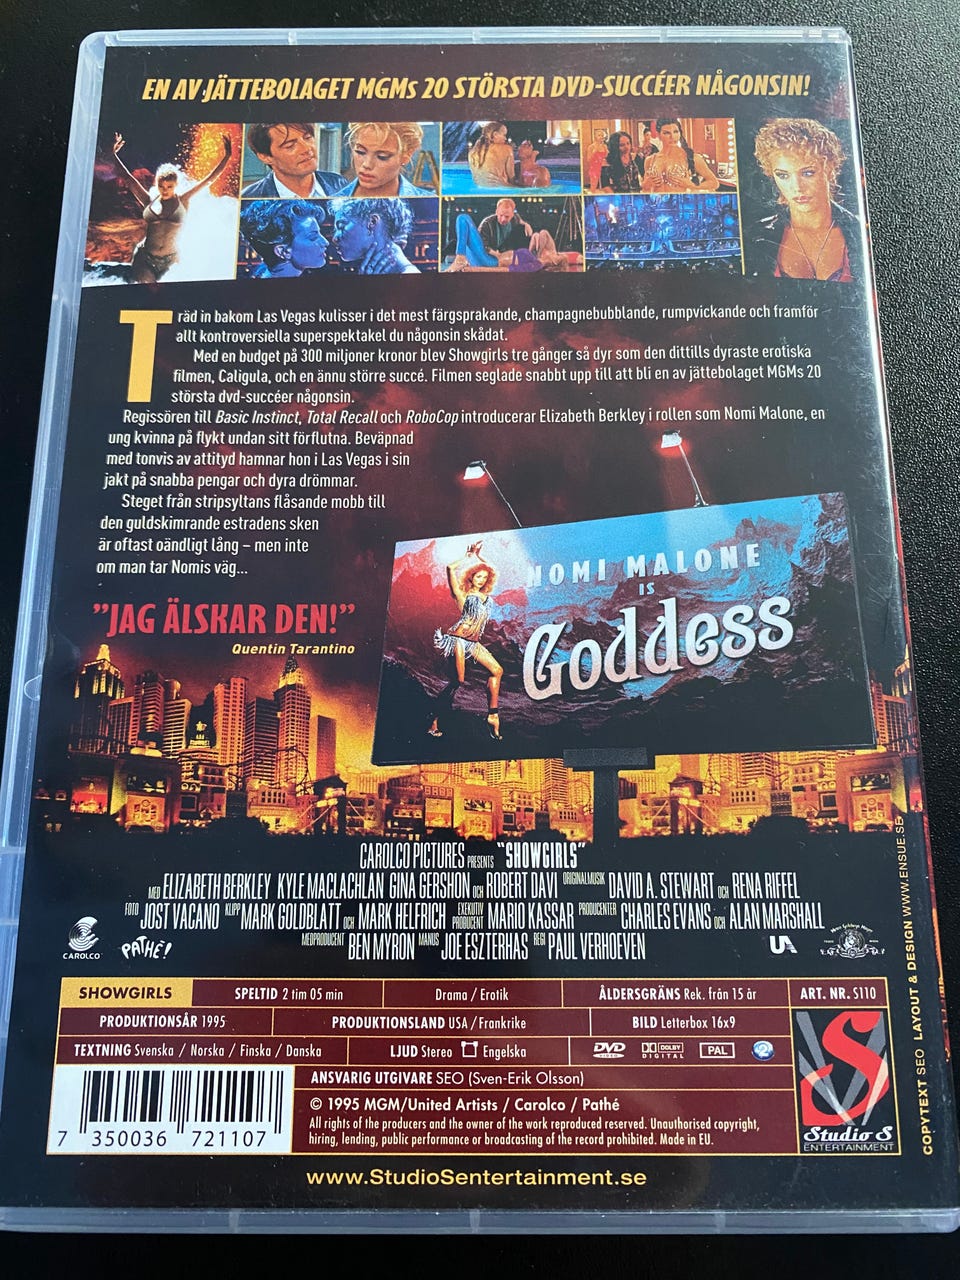 EN AV JÄTTEBOLAGET MGMs 20 STÖRSTA DVD-SUCCÉER NÅGONSIN!
Träd in bakom Las Vegas kulisser i det mest färgsprakande, champagnebubblande, rumpvickande och framför
allt kontroversiella superspektakel du någonsin skådat.
Med en budget på 300 miljoner kronor blev Showgirls tre gånger så dyr som den dittills dyraste erotiska
filmen, Caligula, och en ännu större succé. Filmen seglade snabbt upp till att bli en av jättebolaget MGMs 20
största dvd-succéer någonsin.
Regissören till Basic Instinct, Total Recall och RoboCop introducerar Elizabeth Berkley i rollen som Nomi Malone, en
ung kvinna på flykt undan sitt förflutna. Beväpnad
med tonvis av attityd hamnar hon i Las Vegas i sin
jakt på snabba pengar och dyra drömmar.
Steget från stripsyltans flåsande mobb till
den guldskimrande estradens sken
är oftast oändligt lång – men inte
om man tar Nomis väg...
NOMI MALONE
IS
Goddess
"JAG ÄLSKAR DEN!"
Quentin Tarantino
CAROLCO PICTURES PRESENTS "SHOWGIRLS"
MED ELIZABETH BERKLEY KYLE MACLACHLAN GINA GERSHON OCH ROBERT DAVI ORIGINALMUSIK DAVID A. STEWART OCH RENA RIFFEL
FOTO JOST VACANO KLIPP MARK GOLDBLATT OCH MARK HELFRICH EXEKUTIV PRODUCENT MARIO KASSAR PRODUCENTER CHARLES EVANS OCH ALAN MARSHALL
MEDPRODUCENT BEN MYRON MANUS JOE ESZTERHAS REGI PAUL VERHOEVEN
CAROLCO
PATHÉ!
UA
SHOWGIRLS SPELTID 2 tim 05 min Drama / Erotik ÅLDERSGRÄNS Rek. från 15 år ART. NR. S110
PRODUKTIONSÅR 1995 PRODUKTIONSLAND USA / Frankrike BILD Letterbox 16x9
TEXTNING Svenska / Norska / Finska / Danska LJUD Stereo Engelska DVD VIDEO DOLBY DIGITAL PAL 2
ANSVARIG UTGIVARE SEO (Sven-Erik Olsson)
© 1995 MGM/United Artists / Carolco / Pathé
All rights of the producers and the owner of the work reproduced reserved. Unauthorised copyright,
hiring, lending, public performance or broadcasting of the record prohibited. Made in EU.
7 350036 721107
S
Studio S
ENTERTAINMENT
www.StudioSentertainment.se
COPYTEXT SEO LAYOUT & DESIGN WWW.ENSUE.SE